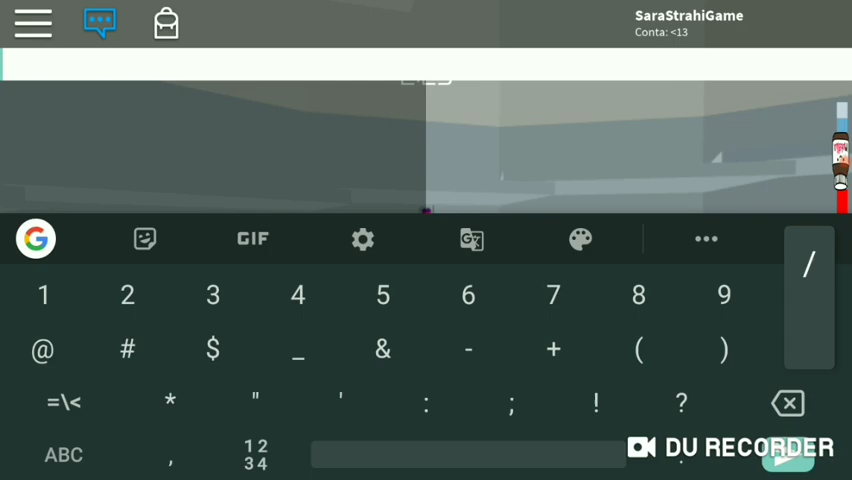 SaraStrahiGame
Conta: <13
GIF
/
1 2 3 4 5 6 7 8 9
@ # $ _ & - + ( )
=\< * " ' : ; ! ?
ABC , 12 34 .
DU RECORDER